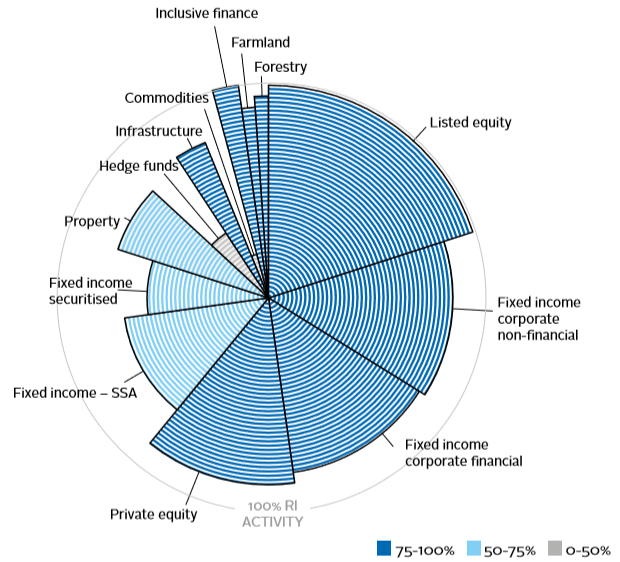 Inclusive finance
Farmland
Forestry
Commodities
Infrastructure
Hedge funds
Listed equity
Property
Fixed income
securitised
Fixed income
corporate
non-financial
Fixed income – SSA
Fixed income
corporate financial
Private equity
100% RI
ACTIVITY
75-100%
50-75%
0-50%